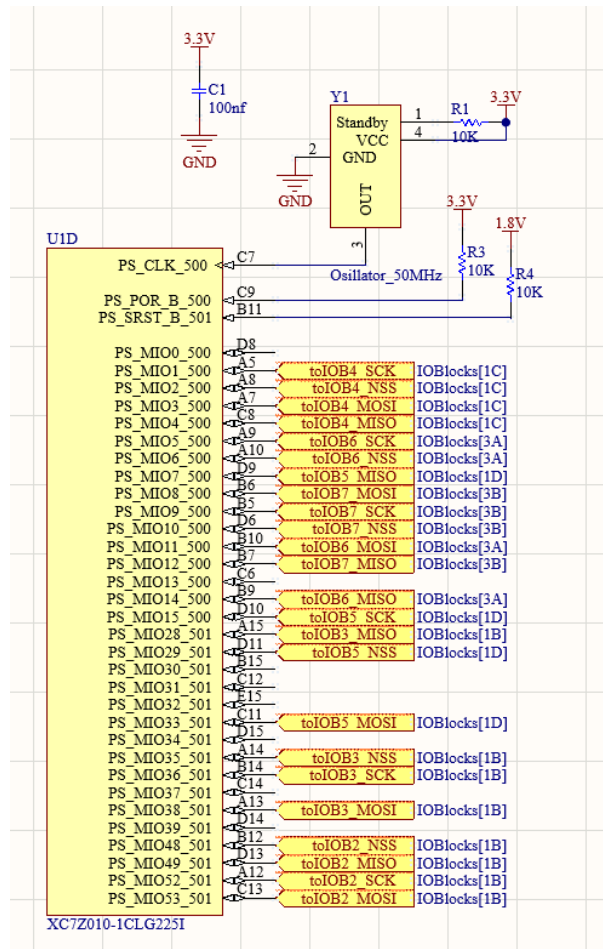 3.3V
C1
100nf
GND
Y1
Standby
VCC
GND
OUT
1
4
2
3
R1
10K
3.3V
GND
Osillator_50MHz
3.3V
R3
10K
1.8V
R4
10K
U1D
PS_CLK_500 C7
PS_POR_B_500 C9
PS_SRST_B_501 B11
PS_MIO0_500 D8
PS_MIO1_500 A5 toIOB4_SCK IOBlocks[1C]
PS_MIO2_500 A8 toIOB4_NSS IOBlocks[1C]
PS_MIO3_500 A7 toIOB4_MOSI IOBlocks[1C]
PS_MIO4_500 C8 toIOB4_MISO IOBlocks[1C]
PS_MIO5_500 A9 toIOB6_SCK IOBlocks[3A]
PS_MIO6_500 A10 toIOB6_NSS IOBlocks[3A]
PS_MIO7_500 D9 toIOB5_MISO IOBlocks[1D]
PS_MIO8_500 B6 toIOB7_MOSI IOBlocks[3B]
PS_MIO9_500 B5 toIOB7_SCK IOBlocks[3B]
PS_MIO10_500 D6 toIOB7_NSS IOBlocks[3B]
PS_MIO11_500 B10 toIOB6_MOSI IOBlocks[3A]
PS_MIO12_500 B7 toIOB7_MISO IOBlocks[3B]
PS_MIO13_500 C6
PS_MIO14_500 B9 toIOB6_MISO IOBlocks[3A]
PS_MIO15_500 D10 toIOB5_SCK IOBlocks[1D]
PS_MIO28_501 A15 toIOB3_MISO IOBlocks[1B]
PS_MIO29_501 D11 toIOB5_NSS IOBlocks[1D]
PS_MIO30_501 B15
PS_MIO31_501 C12
PS_MIO32_501 E15
PS_MIO33_501 C11 toIOB5_MOSI IOBlocks[1D]
PS_MIO34_501 D15
PS_MIO35_501 A14 toIOB3_NSS IOBlocks[1B]
PS_MIO36_501 B14 toIOB3_SCK IOBlocks[1B]
PS_MIO37_501 C14
PS_MIO38_501 A13 toIOB3_MOSI IOBlocks[1B]
PS_MIO39_501 D14
PS_MIO48_501 B12 toIOB2_NSS IOBlocks[1B]
PS_MIO49_501 D13 toIOB2_MISO IOBlocks[1B]
PS_MIO52_501 A12 toIOB2_SCK IOBlocks[1B]
PS_MIO53_501 C13 toIOB2_MOSI IOBlocks[1B]
XC7Z010-1CLG225I